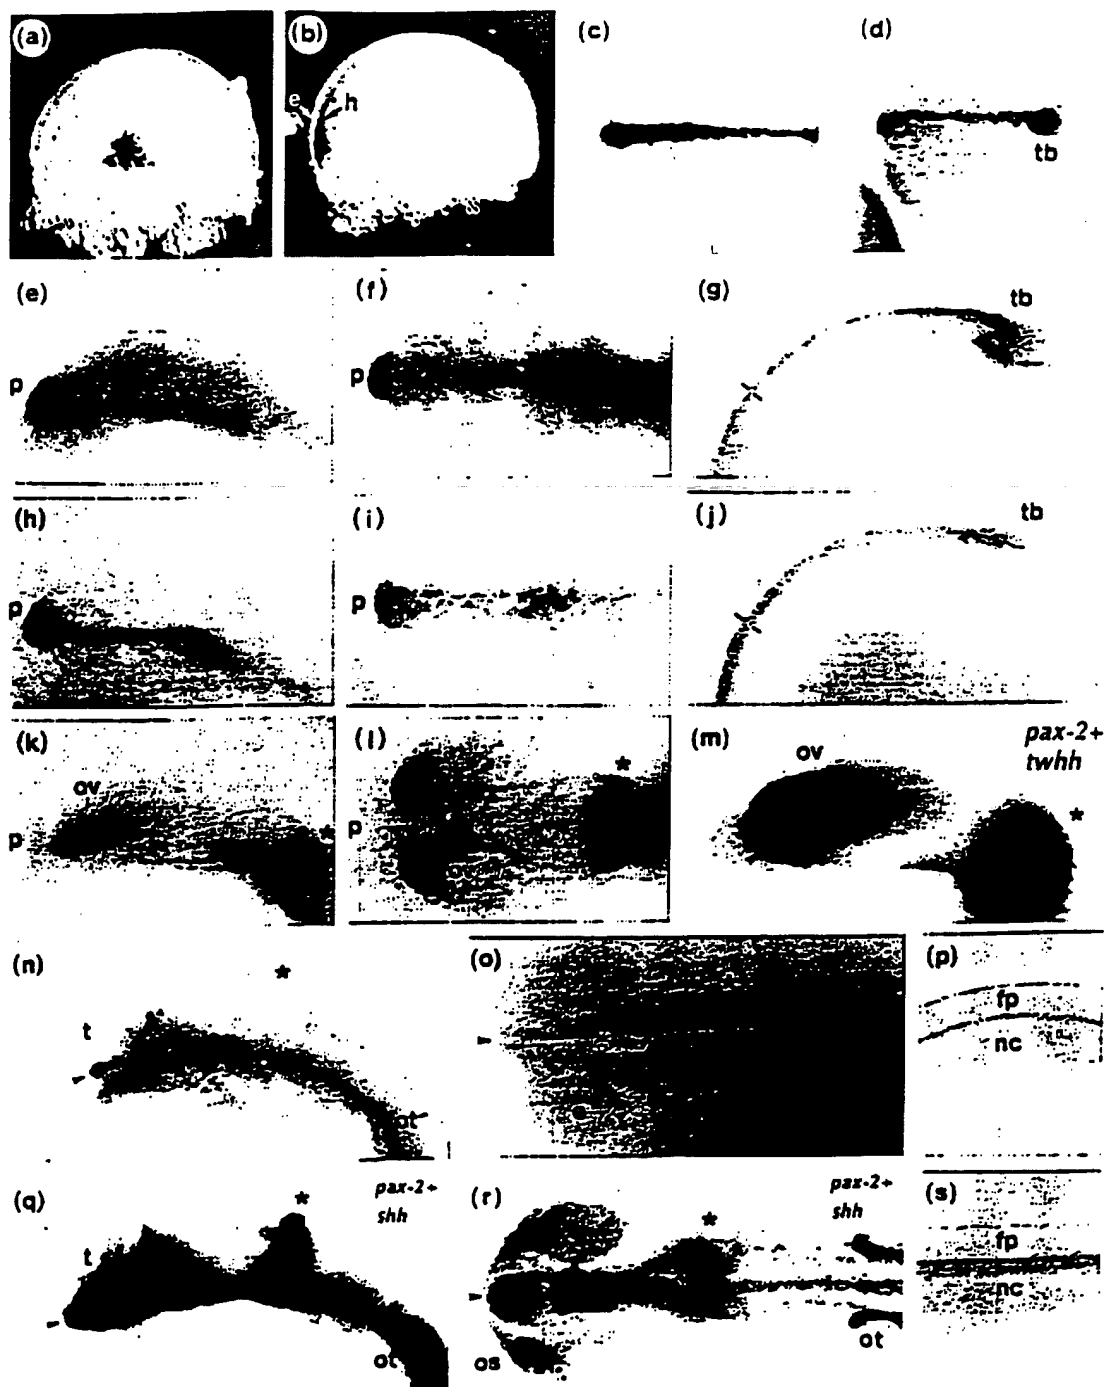 (a)
(b)
e
h
(c)
(d)
tb
(e)
p
(f)
p
(g)
tb
(h)
p
(i)
p
(j)
tb
(k)
ov
p
*
(l)
p
*
(m)
ov
pax-2+
twhh
*
(n)
*
t
ot
(o)
(p)
fp
nc
(q)
pax-2+
shh
*
t
ot
(r)
pax-2+
shh
*
os
ot
(s)
fp
nc